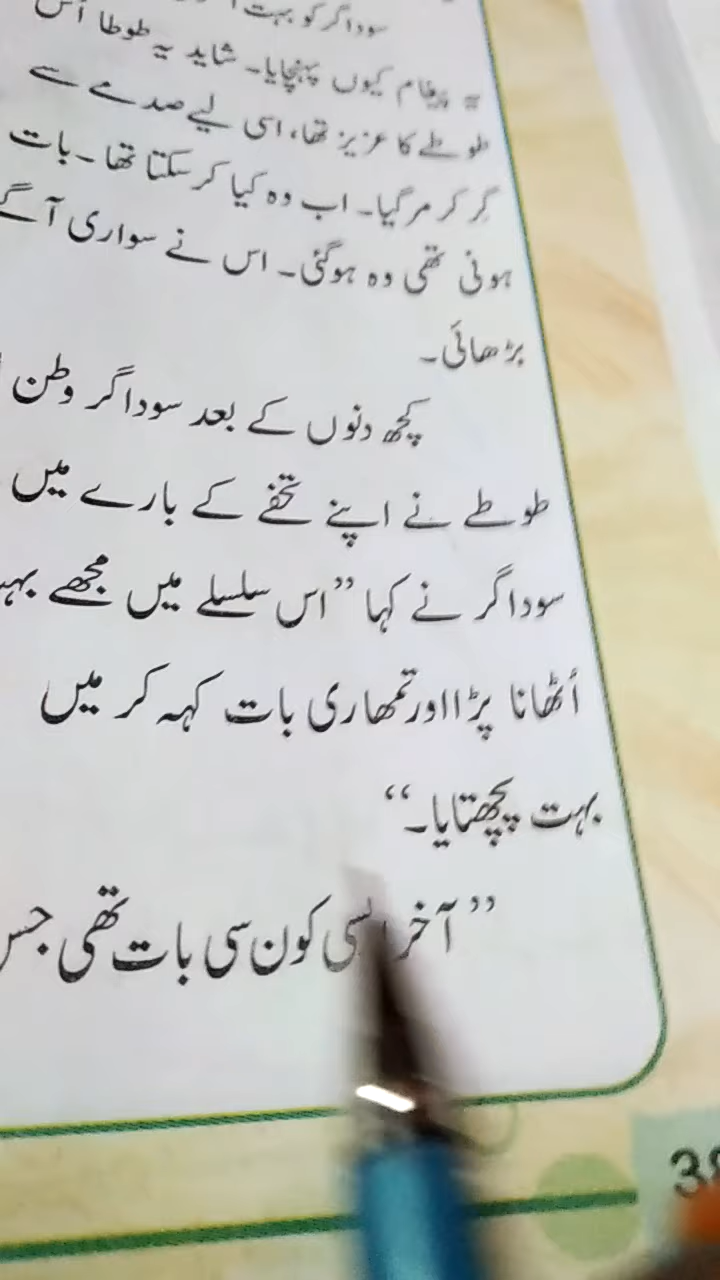 سوداگر کو بہت
یہ پیغام کیوں پہنچایا۔ شاید یہ طوطا اس
طوطے کا عزیز تھا، اسی لیے صدمے سے
گر کر مر گیا۔ اب وہ کیا کر سکتا تھا۔ بات
ہونی تھی وہ ہوگئی۔ اس نے سواری آگے
بڑھائی۔
کچھ دنوں کے بعد سوداگر وطن
طوطے نے اپنے تحفے کے بارے میں
سوداگر نے کہا ”اس سلسلے میں مجھے
اُٹھانا پڑا اور تمھاری بات کہہ کر میں
بہت پچھتایا۔“
”آخر ایسی کون سی بات تھی جس